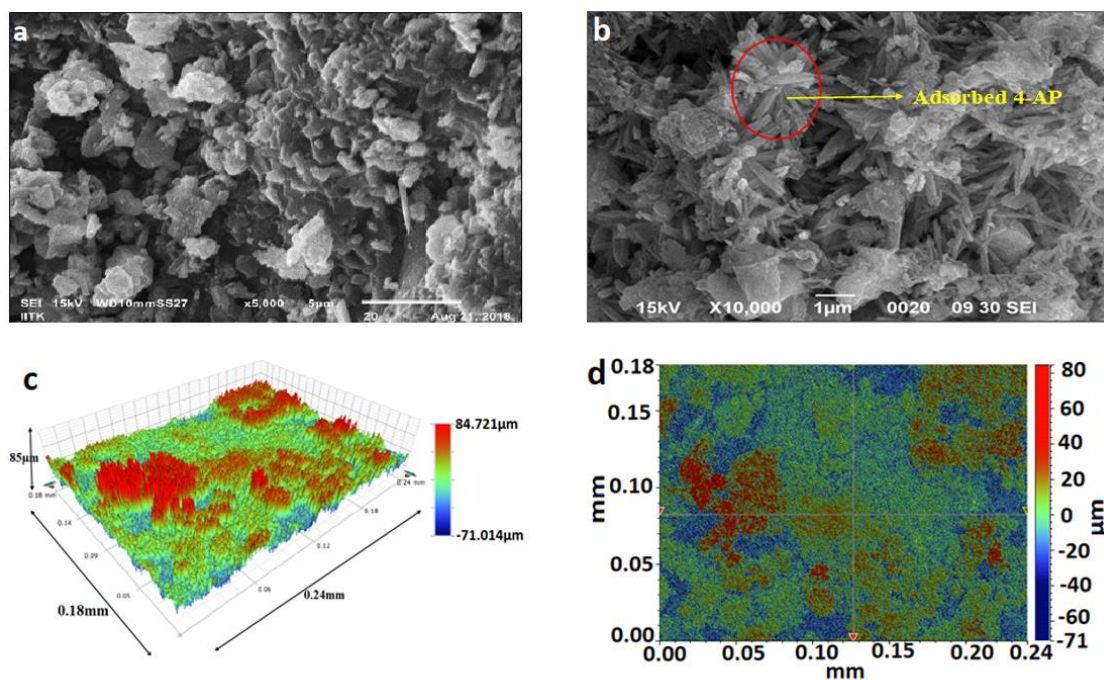 a
SEI 15kV WD10mmSS27 x5,000 5µm
IITK 20 Aug 21, 2018
b
Adsorbed 4-AP
15kV X10,000 1µm 0020 09 30 SEI
c
84.721µm
-71.014µm
85µm
0.18 mm
0.14
0.09
0.05
0.24 mm
0.18
0.12
0.06
0.18mm
0.24mm
d
0.18
0.15
0.10
0.05
0.00
mm
0.00 0.05 0.10 0.15 0.20 0.24
mm
80
60
40
20
0
-20
-40
-60
-71
µm